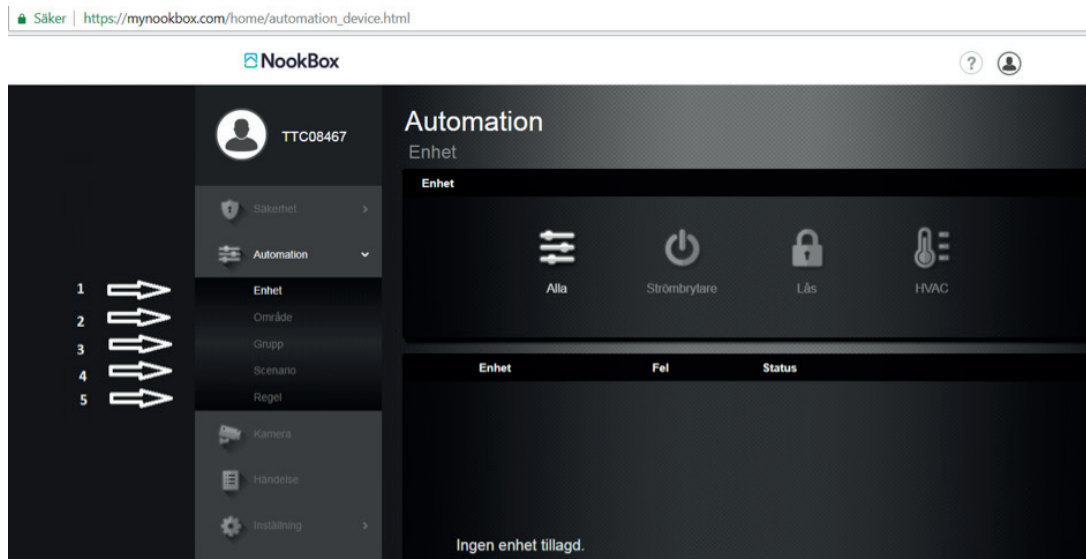 Säker | https://mynookbox.com/home/automation_device.html
NookBox
?
TTC08467
Automation
Enhet
Enhet
Säkerhet
Automation
1
Enhet
2
Område
3
Grupp
4
Scenario
5
Regel
Kamera
Händelse
Inställning
Alla Strömbrytare Lås HVAC
Enhet Fel Status
Ingen enhet tillagd.